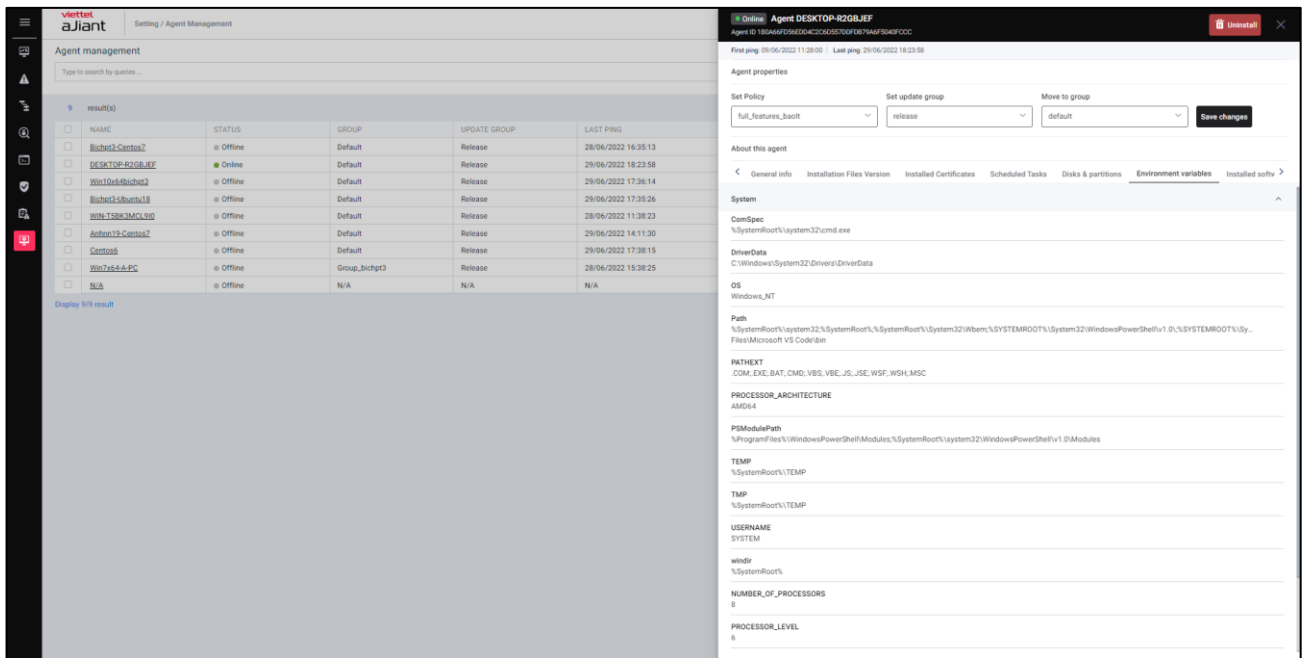 viettel
aJiant
Setting / Agent Management
Agent management
Type to search by queries ...
9 result(s)
NAME STATUS GROUP UPDATE GROUP LAST PING
Bichpt3-Centos7 Offline Default Release 28/06/2022 16:35:13
DESKTOP-R2GBJEF Online Default Release 29/06/2022 18:23:58
Win10x64bichpt3 Offline Default Release 29/06/2022 17:36:14
Bichpt3-Ubuntu18 Offline Default Release 29/06/2022 17:35:26
WIN-T5BK3MCL9I0 Offline Default Release 28/06/2022 11:38:23
Anhnn19-Centos7 Offline Default Release 29/06/2022 14:11:30
Centos6 Offline Default Release 29/06/2022 17:38:15
Win7x64-A-PC Offline Group_bichpt3 Release 28/06/2022 15:38:25
N/A Offline N/A N/A N/A
Display 9/9 result
Online Agent DESKTOP-R2GBJEF
Agent ID 1B0A66FD56EDD4C2C6D557DDFD879A6F5040FCCC
Uninstall
First ping: 09/06/2022 11:28:00 | Last ping: 29/06/2022 18:23:58
Agent properties
Set Policy Set update group Move to group
full_features_baolt release default Save changes
About this agent
General info Installation Files Version Installed Certificates Scheduled Tasks Disks & partitions Environment variables Installed softv
System
ComSpec
%SystemRoot%\system32\cmd.exe
DriverData
C:\Windows\System32\Drivers\DriverData
OS
Windows_NT
Path
%SystemRoot%\system32;%SystemRoot%;%SystemRoot%\System32\Wbem;%SYSTEMROOT%\System32\WindowsPowerShell\v1.0\;%SYSTEMROOT%\Sy...
Files\Microsoft VS Code\bin
PATHEXT
.COM;.EXE;.BAT;.CMD;.VBS;.VBE;.JS;.JSE;.WSF;.WSH;.MSC
PROCESSOR_ARCHITECTURE
AMD64
PSModulePath
%ProgramFiles%\WindowsPowerShell\Modules;%SystemRoot%\system32\WindowsPowerShell\v1.0\Modules
TEMP
%SystemRoot%\TEMP
TMP
%SystemRoot%\TEMP
USERNAME
SYSTEM
windir
%SystemRoot%
NUMBER_OF_PROCESSORS
8
PROCESSOR_LEVEL
6